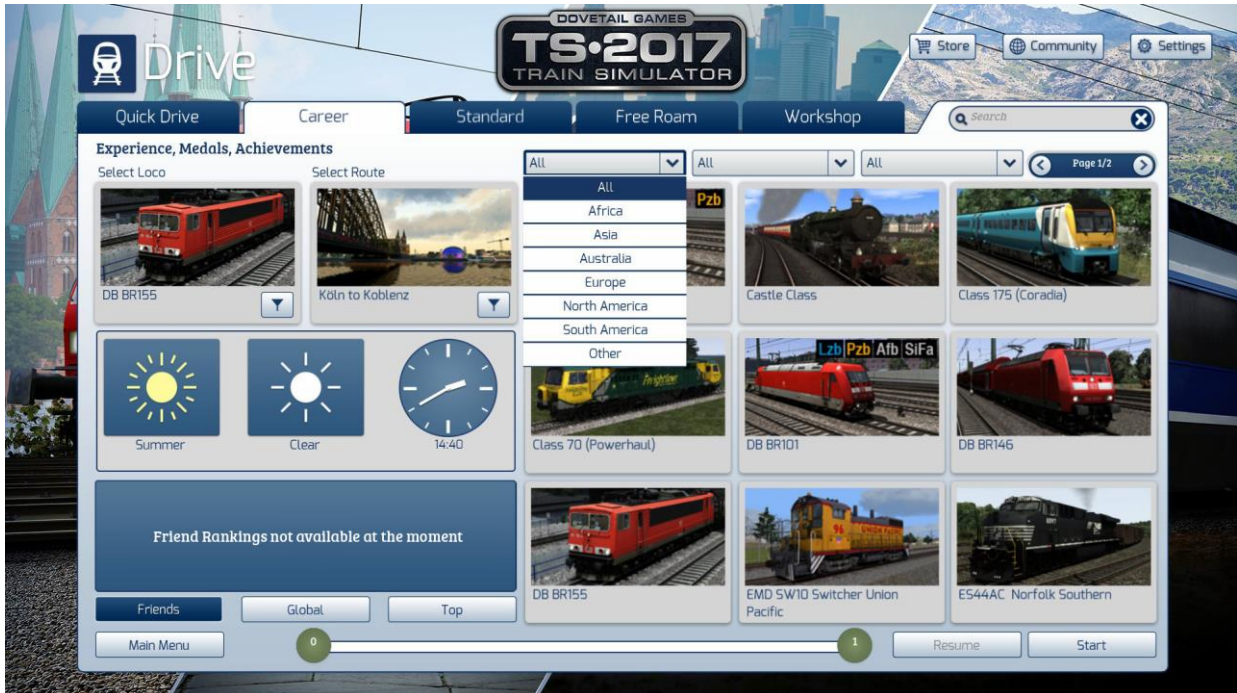 DOVETAIL GAMES
TS•2017
TRAIN SIMULATOR
Drive
Store
Community
Settings
Quick Drive
Career
Standard
Free Roam
Workshop
Search
Experience, Medals, Achievements
Select Loco
Select Route
All
All
All
Page 1/2
All
Africa
Asia
Australia
Europe
North America
South America
Other
Pzb
DB BR155
Köln to Koblenz
Castle Class
Class 175 (Coradia)
Summer
Clear
14:40
Freightliner
Lzb Pzb Afb SiFa
Class 70 (Powerhaul)
DB BR101
DB BR146
Friend Rankings not available at the moment
96 UNION PACIFIC
DB BR155
EMD SW10 Switcher Union
Pacific
ES44AC Norfolk Southern
Friends
Global
Top
Main Menu
0
1
Resume
Start